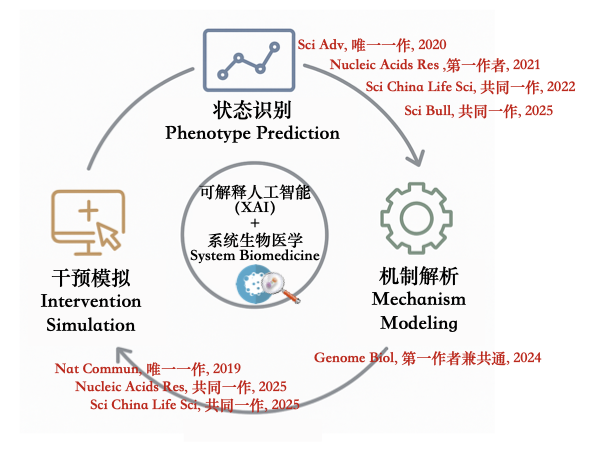 Sci Adv, 唯一一作, 2020
Nucleic Acids Res ,第一作者, 2021
Sci China Life Sci, 共同一作, 2022
Sci Bull, 共同一作, 2025
状态识别
Phenotype Prediction
可解释人工智能
(XAI)
+
系统生物医学
System Biomedicine
干预模拟
Intervention
Simulation
机制解析
Mechanism
Modeling
Genome Biol, 第一作者兼共通, 2024
Nat Commun, 唯一一作, 2019
Nucleic Acids Res, 共同一作, 2025
Sci China Life Sci, 共同一作, 2025